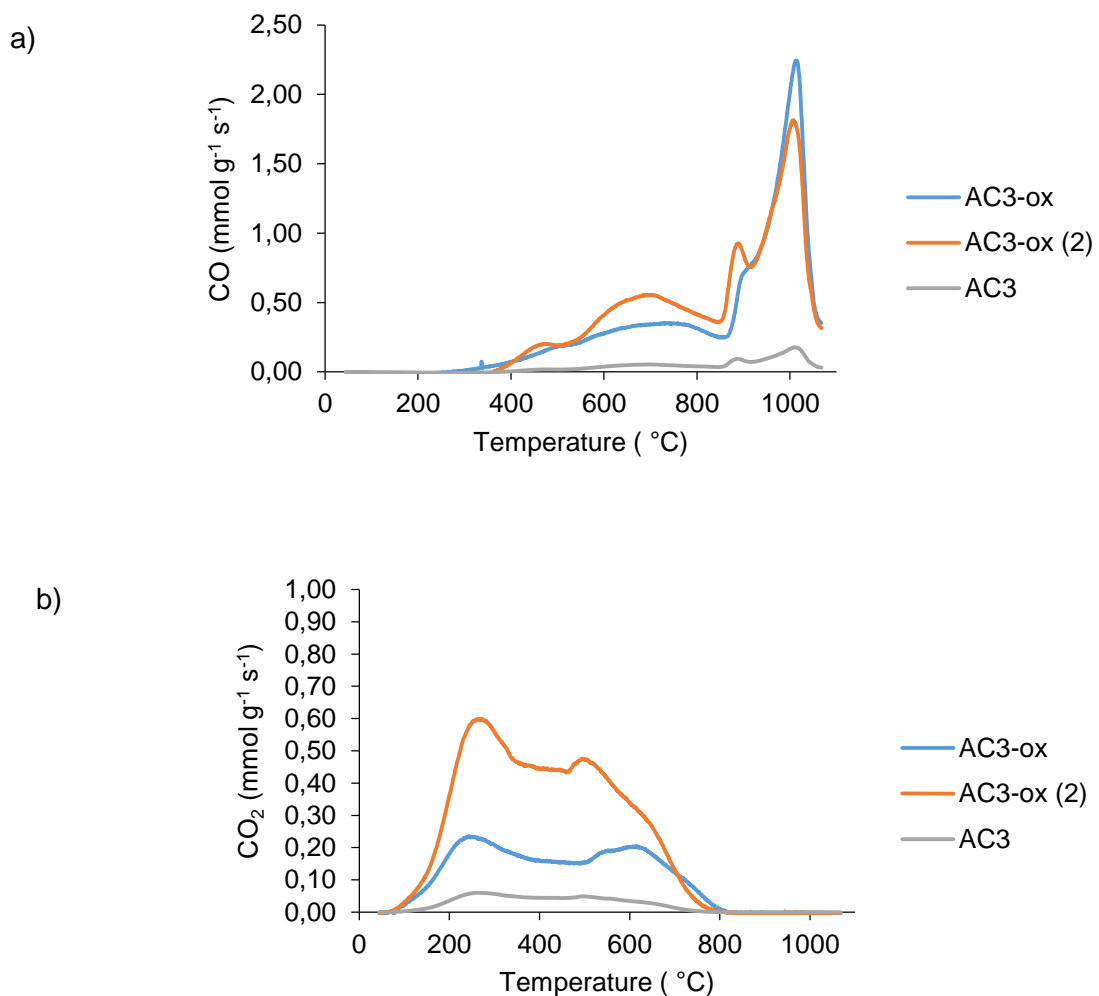 a)
2,50
2,00
1,50
1,00
0,50
0,00
CO (mmol g-1 s-1)
0 200 400 600 800 1000
Temperature ( °C)
AC3-ox
AC3-ox (2)
AC3
b)
1,00
0,90
0,80
0,70
0,60
0,50
0,40
0,30
0,20
0,10
0,00
CO2 (mmol g-1 s-1)
0 200 400 600 800 1000
Temperature ( °C)
AC3-ox
AC3-ox (2)
AC3